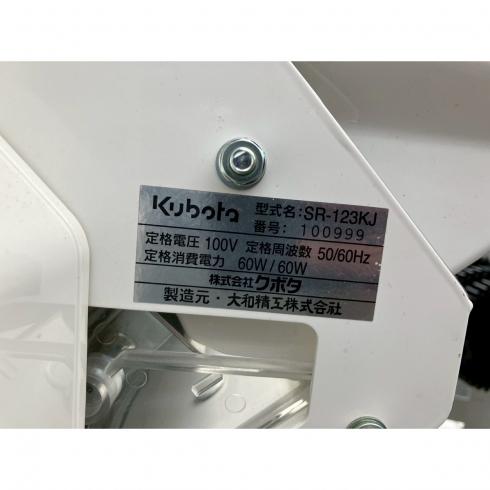 Kubota 型式名:SR-123KJ
番号: 100999
定格電圧 100V 定格周波数 50/60Hz
定格消費電力 60W/60W
株式会社クボタ
製造元・大和精工株式会社